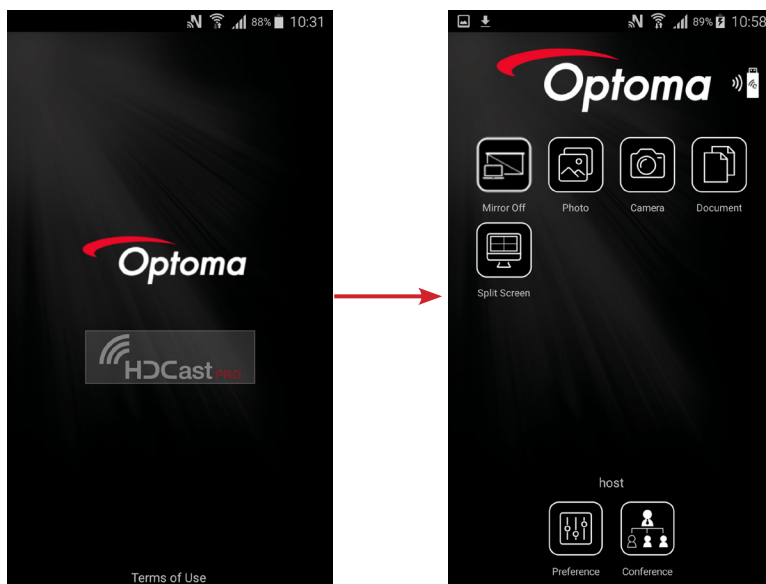 88% 10:31
Optoma
HDCast PRO
Terms of Use
89% 10:58
Optoma
Mirror Off Photo Camera Document
Split Screen
host
Preference Conference